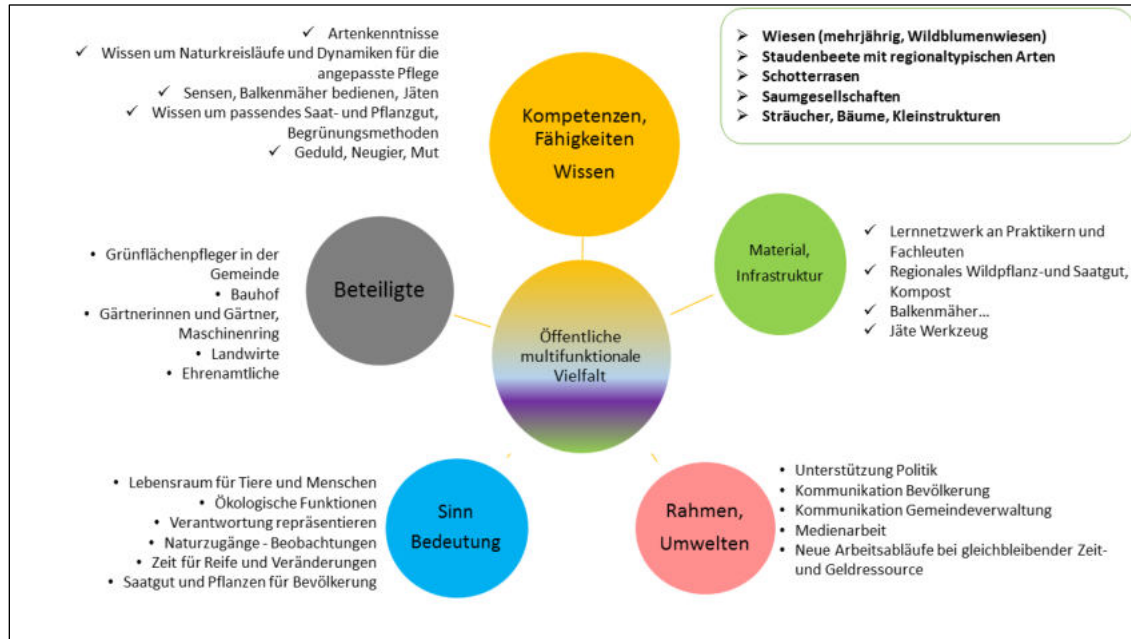 ✓ Artenkenntnisse
✓ Wissen um Naturkreisläufe und Dynamiken für die
angepasste Pflege
✓ Sensen, Balkenmäher bedienen, Jäten
✓ Wissen um passendes Saat- und Pflanzgut,
Begrünungsmethoden
✓ Geduld, Neugier, Mut
Kompetenzen,
Fähigkeiten
Wissen
➢ Wiesen (mehrjährig, Wildblumenwiesen)
➢ Staudenbeete mit regionaltypischen Arten
➢ Schotterrasen
➢ Saumgesellschaften
➢ Sträucher, Bäume, Kleinstrukturen
• Grünflächenpfleger in der
Gemeinde
• Bauhof
• Gärtnerinnen und Gärtner,
Maschinenring
• Landwirte
• Ehrenamtliche
Beteiligte
Material,
Infrastruktur
✓ Lernnetzwerk an Praktikern und
Fachleuten
✓ Regionales Wildpflanz-und Saatgut,
Kompost
✓ Balkenmäher…
✓ Jäte Werkzeug
Öffentliche
multifunktionale
Vielfalt
• Lebensraum für Tiere und Menschen
• Ökologische Funktionen
• Verantwortung repräsentieren
• Naturzugänge - Beobachtungen
• Zeit für Reife und Veränderungen
• Saatgut und Pflanzen für Bevölkerung
Sinn
Bedeutung
Rahmen,
Umwelten
• Unterstützung Politik
• Kommunikation Bevölkerung
• Kommunikation Gemeindeverwaltung
• Medienarbeit
• Neue Arbeitsabläufe bei gleichbleibender Zeit-
und Geldressource